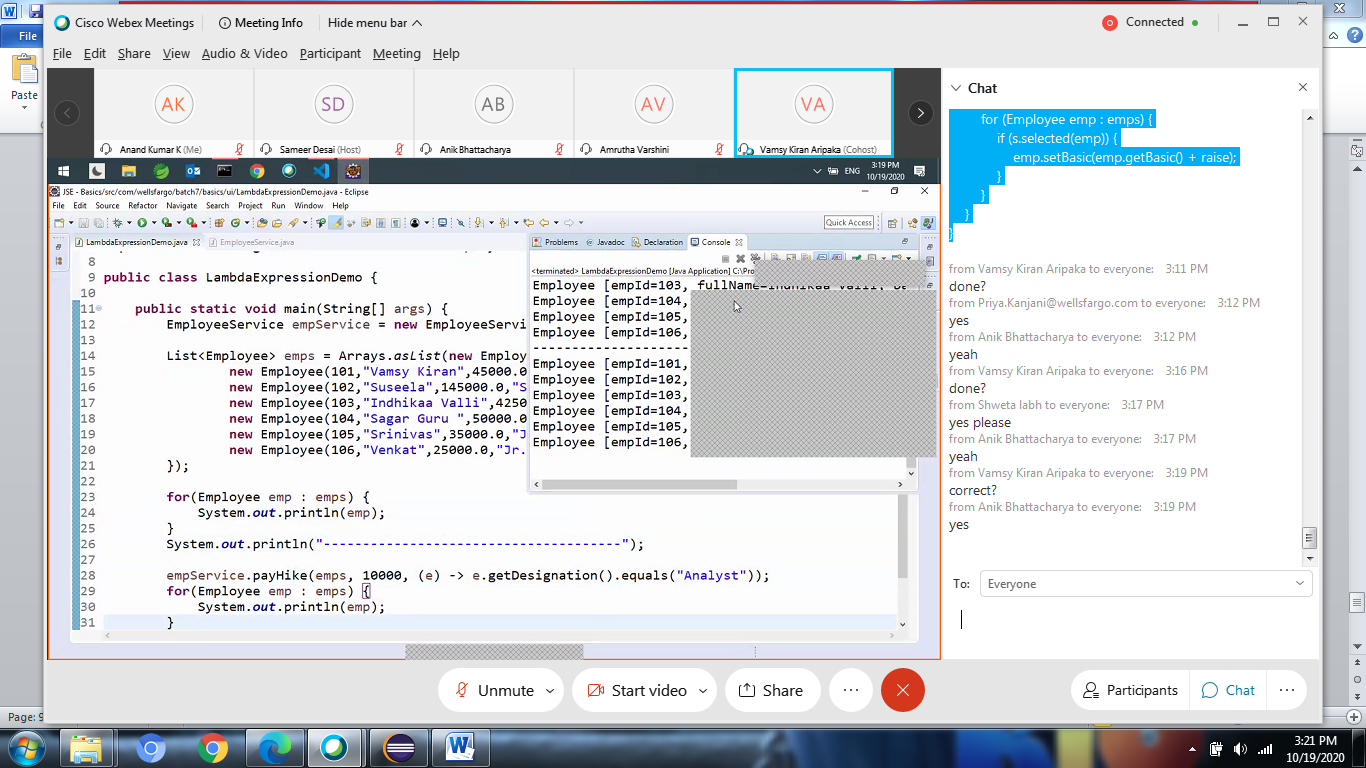 File
Paste
Page: 9
Cisco Webex Meetings
Meeting Info
Hide menu bar
Connected
File Edit Share View Audio & Video Participant Meeting Help
AK
SD
AB
AV
VA
Anand Kumar K (Me)
Sameer Desai (Host)
Anik Bhattacharya
Amrutha Varshini
Vamsy Kiran Aripaka (Cohost)
ENG
3:19 PM
10/19/2020
JSE - Basics/src/com/wellsfargo/batch7/basics/ui/LambdaExpressionDemo.java - Eclipse
File Edit Source Refactor Navigate Search Project Run Window Help
Quick Access
LambdaExpressionDemo.java
EmployeeService.java
8
9 public class LambdaExpressionDemo {
10
11 public static void main(String[] args) {
12 EmployeeService empService = new EmployeeServi
13
14 List<Employee> emps = Arrays.asList(new Employ
15 new Employee(101,"Vamsy Kiran",45000.0
16 new Employee(102,"Suseela",145000.0,"S
17 new Employee(103,"Indhikaa Valli",4250
18 new Employee(104,"Sagar Guru ",50000.0
19 new Employee(105,"Srinivas",35000.0,"J
20 new Employee(106,"Venkat",25000.0,"Jr.
21 });
22
23 for(Employee emp : emps) {
24 System.out.println(emp);
25 }
26 System.out.println("--------------------------------------");
27
28 empService.payHike(emps, 10000, (e) -> e.getDesignation().equals("Analyst"));
29 for(Employee emp : emps) {
30 System.out.println(emp);
31 }
Problems
Javadoc
Declaration
Console
<terminated> LambdaExpressionDemo [Java Application] C:\Pro
Employee [empId=103, fullName=Indhikaa Valli, ba
Employee [empId=104,
Employee [empId=105,
Employee [empId=106,
--------------------
Employee [empId=101,
Employee [empId=102,
Employee [empId=103,
Employee [empId=104,
Employee [empId=105,
Employee [empId=106,
Chat
for (Employee emp : emps) {
if (s.selected(emp)) {
emp.setBasic(emp.getBasic() + raise);
}
}
}
}
from Vamsy Kiran Aripaka to everyone: 3:11 PM
done?
from Priya.Kanjani@wellsfargo.com to everyone: 3:12 PM
yes
from Anik Bhattacharya to everyone: 3:12 PM
yeah
from Vamsy Kiran Aripaka to everyone: 3:16 PM
done?
from Shweta labh to everyone: 3:17 PM
yes please
from Anik Bhattacharya to everyone: 3:17 PM
yeah
from Vamsy Kiran Aripaka to everyone: 3:19 PM
correct?
from Anik Bhattacharya to everyone: 3:19 PM
yes
To: Everyone
Unmute
Start video
Share
Participants
Chat
3:21 PM
10/19/2020